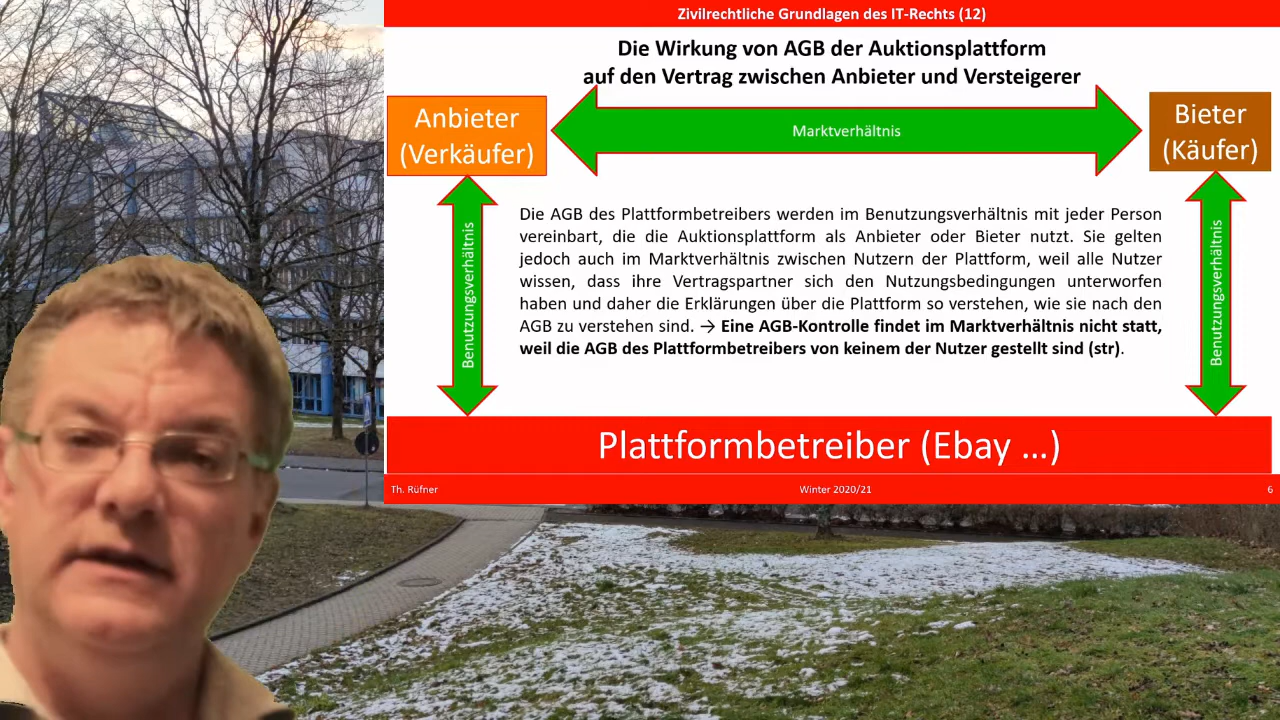 Zivilrechtliche Grundlagen des IT-Rechts (12)
Die Wirkung von AGB der Auktionsplattform
auf den Vertrag zwischen Anbieter und Versteigerer
Anbieter
(Verkäufer)
Marktverhältnis
Bieter
(Käufer)
Benutzungsverhältnis
Die AGB des Plattformbetreibers werden im Benutzungsverhältnis mit jeder Person
vereinbart, die die Auktionsplattform als Anbieter oder Bieter nutzt. Sie gelten
jedoch auch im Marktverhältnis zwischen Nutzern der Plattform, weil alle Nutzer
wissen, dass ihre Vertragspartner sich den Nutzungsbedingungen unterworfen
haben und daher die Erklärungen über die Plattform so verstehen, wie sie nach den
AGB zu verstehen sind. → Eine AGB-Kontrolle findet im Marktverhältnis nicht statt,
weil die AGB des Plattformbetreibers von keinem der Nutzer gestellt sind (str).
Benutzungsverhältnis
Plattformbetreiber (Ebay …)
Th. Rüfner
Winter 2020/21
6